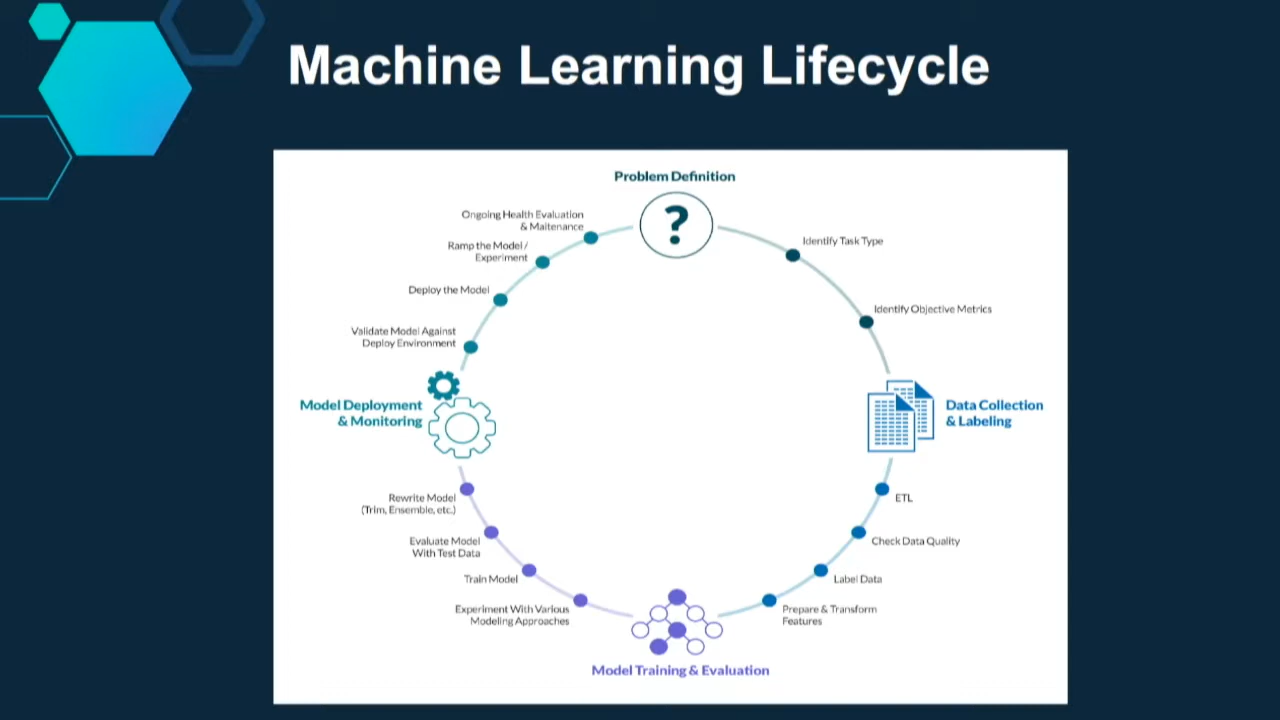 Machine Learning Lifecycle
Problem Definition
Identify Task Type
Identify Objective Metrics
Data Collection
& Labeling
ETL
Check Data Quality
Label Data
Prepare & Transform
Features
Model Training & Evaluation
Experiment With Various
Modeling Approaches
Train Model
Evaluate Model
With Test Data
Rewrite Model
(Trim, Ensemble, etc.)
Model Deployment
& Monitoring
Validate Model Against
Deploy Environment
Deploy the Model
Ramp the Model /
Experiment
Ongoing Health Evaluation
& Maitenance
?